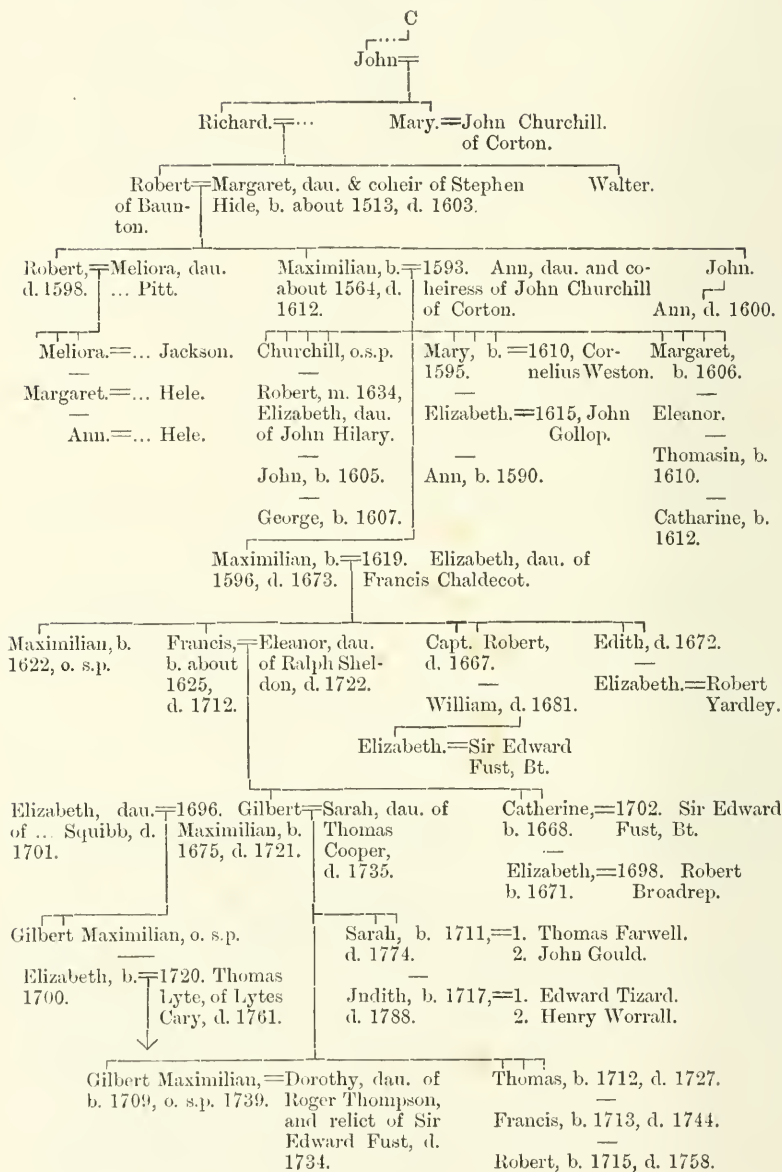 C
John
Richard. ... Mary.=John Churchill.
of Corton.
Robert Margaret, dau. & coheir of Stephen Walter.
of Baun- Hide, b. about 1513, d. 1603.
ton.
Robert, Meliora, dau. Maximilian, b. 1593. Ann, dau. and co- John.
d. 1598. ... Pitt. about 1564, d. heiress of John Churchill
1612. of Corton. Ann, d. 1600.
Meliora.=... Jackson. Churchill, o.s.p. Mary, b. =1610, Cor- Margaret,
— — 1595. nelius Weston. b. 1606.
Margaret.=... Hele. Robert, m. 1634, — —
— Elizabeth, dau. Elizabeth.=1615, John Eleanor.
Ann.=... Hele. of John Hilary. Gollop. —
— — Thomasin, b.
John, b. 1605. Ann, b. 1590. 1610.
— —
George, b. 1607. Catharine, b.
1612.
Maximilian, b. 1619. Elizabeth, dau. of
1596, d. 1673. Francis Chaldecot.
Maximilian, b. Francis, Eleanor, dau. Capt. Robert, Edith, d. 1672.
1622, o. s.p. b. about of Ralph Shel- d. 1667. —
1625, don, d. 1722. — Elizabeth.=Robert
d. 1712. William, d. 1681. Yardley.
Elizabeth.=Sir Edward
Fust, Bt.
Elizabeth, dau. 1696. Gilbert Sarah, dau. of Catherine,=1702. Sir Edward
of ... Squibb, d. Maximilian, b. Thomas b. 1668. Fust, Bt.
1701. 1675, d. 1721. Cooper, —
d. 1735. Elizabeth,=1698. Robert
b. 1671. Broadrep.
Gilbert Maximilian, o. s.p. Sarah, b. 1711,=1. Thomas Farwell.
— d. 1774. 2. John Gould.
Elizabeth, b. 1720. Thomas —
1700. Lyte, of Lytes Judith, b. 1717,=1. Edward Tizard.
Cary, d. 1761. d. 1788. 2. Henry Worrall.
Gilbert Maximilian,=Dorothy, dau. of Thomas, b. 1712, d. 1727.
b. 1709, o. s.p. 1739. Roger Thompson, —
and relict of Sir Francis, b. 1713, d. 1744.
Edward Fust, d. —
1734. Robert, b. 1715, d. 1758.